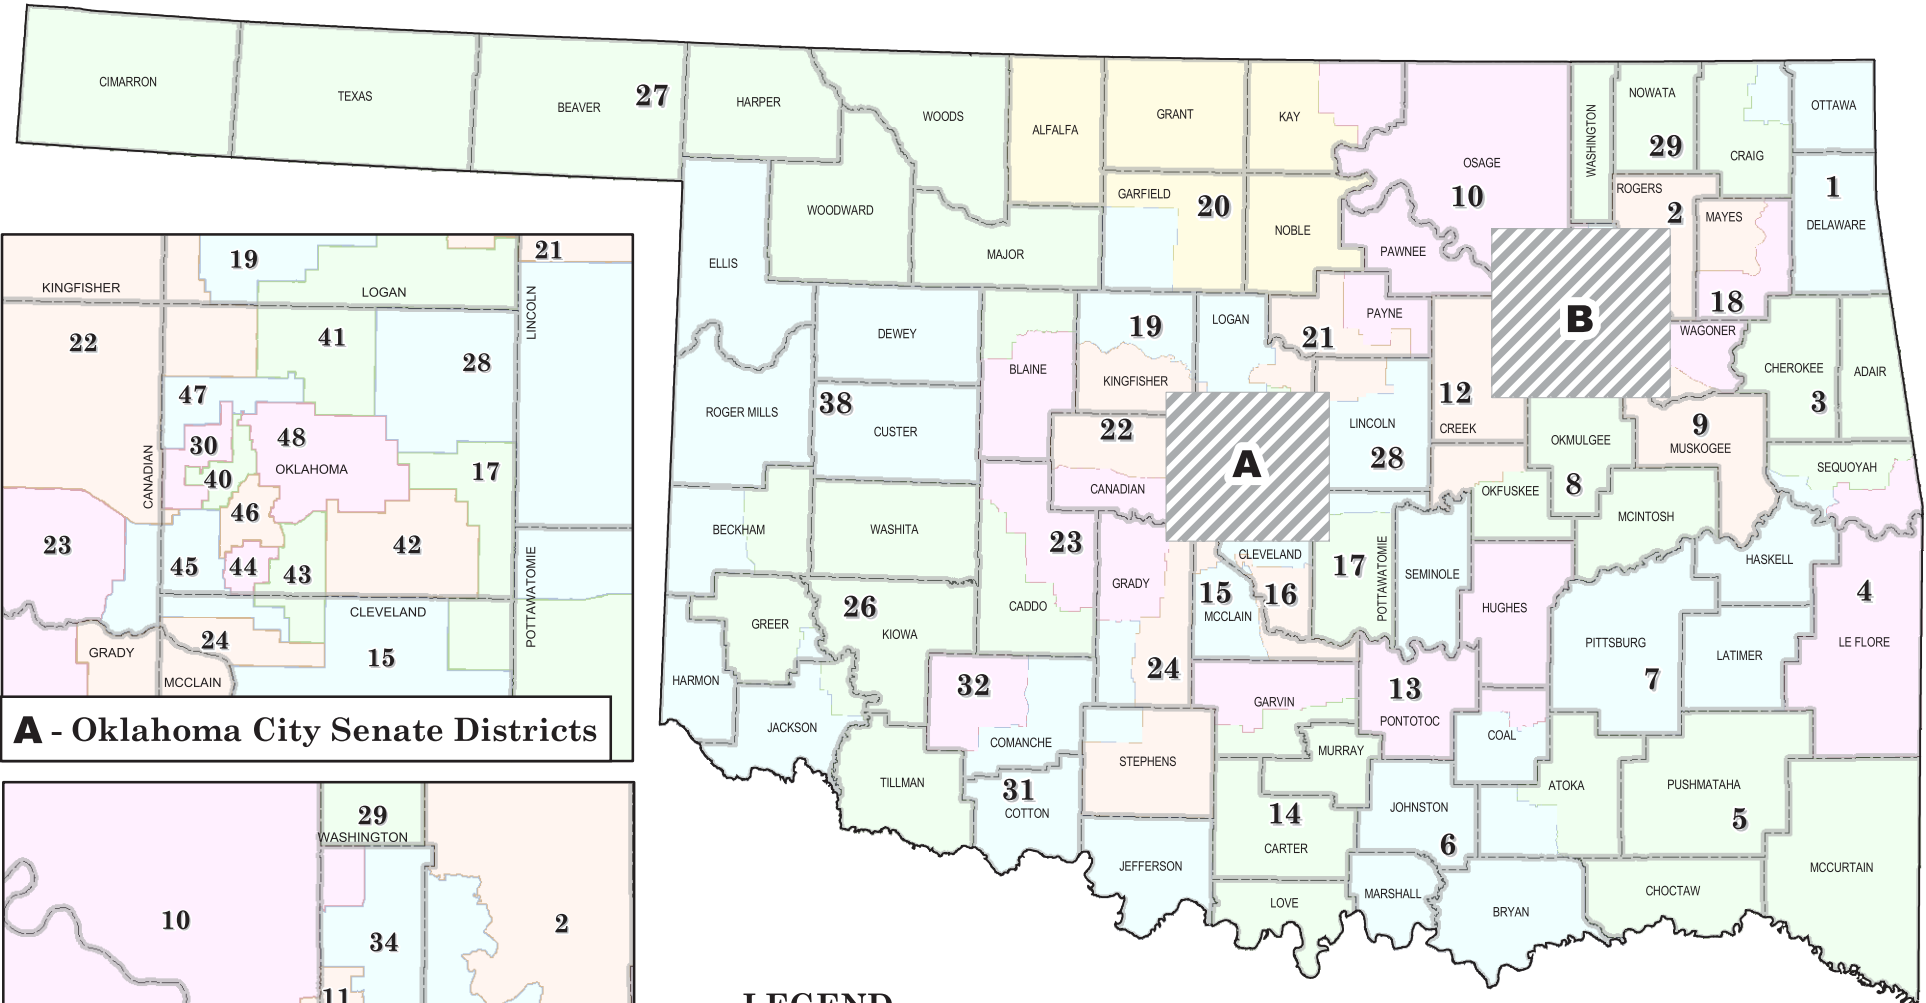 CIMARRON
TEXAS
BEAVER
27
HARPER
WOODS
ALFALFA
GRANT
KAY
OSAGE
10
WASHINGTON
NOWATA
29
CRAIG
OTTAWA
1
DELAWARE
ROGERS
2
MAYES
18
WAGONER
ELLIS
WOODWARD
MAJOR
GARFIELD
20
NOBLE
PAWNEE
B
DEWEY
19
LOGAN
21
PAYNE
BLAINE
KINGFISHER
ROGER MILLS
38
CUSTER
22
CANADIAN
A
LINCOLN
28
12
CREEK
CHEROKEE
3
ADAIR
9
MUSKOGEE
OKMULGEE
8
SEQUOYAH
OKFUSKEE
MCINTOSH
BECKHAM
WASHITA
23
GRADY
CLEVELAND
15
MCCLAIN
16
17
POTTAWATOMIE
SEMINOLE
HUGHES
HASKELL
4
LE FLORE
PITTSBURG
7
LATIMER
GREER
26
KIOWA
CADDO
24
HARMON
JACKSON
32
COMANCHE
GARVIN
13
PONTOTOC
COAL
MURRAY
STEPHENS
TILLMAN
31
COTTON
14
CARTER
JOHNSTON
6
ATOKA
PUSHMATAHA
5
MCCURTAIN
JEFFERSON
LOVE
MARSHALL
BRYAN
CHOCTAW
19
21
KINGFISHER
LOGAN
LINCOLN
22
41
28
47
CANADIAN
30
48
OKLAHOMA
40
17
46
23
45
44
43
42
POTTAWATOMIE
CLEVELAND
24
GRADY
15
MCCLAIN
A - Oklahoma City Senate Districts
29
WASHINGTON
10
34
2
11
LEGEND